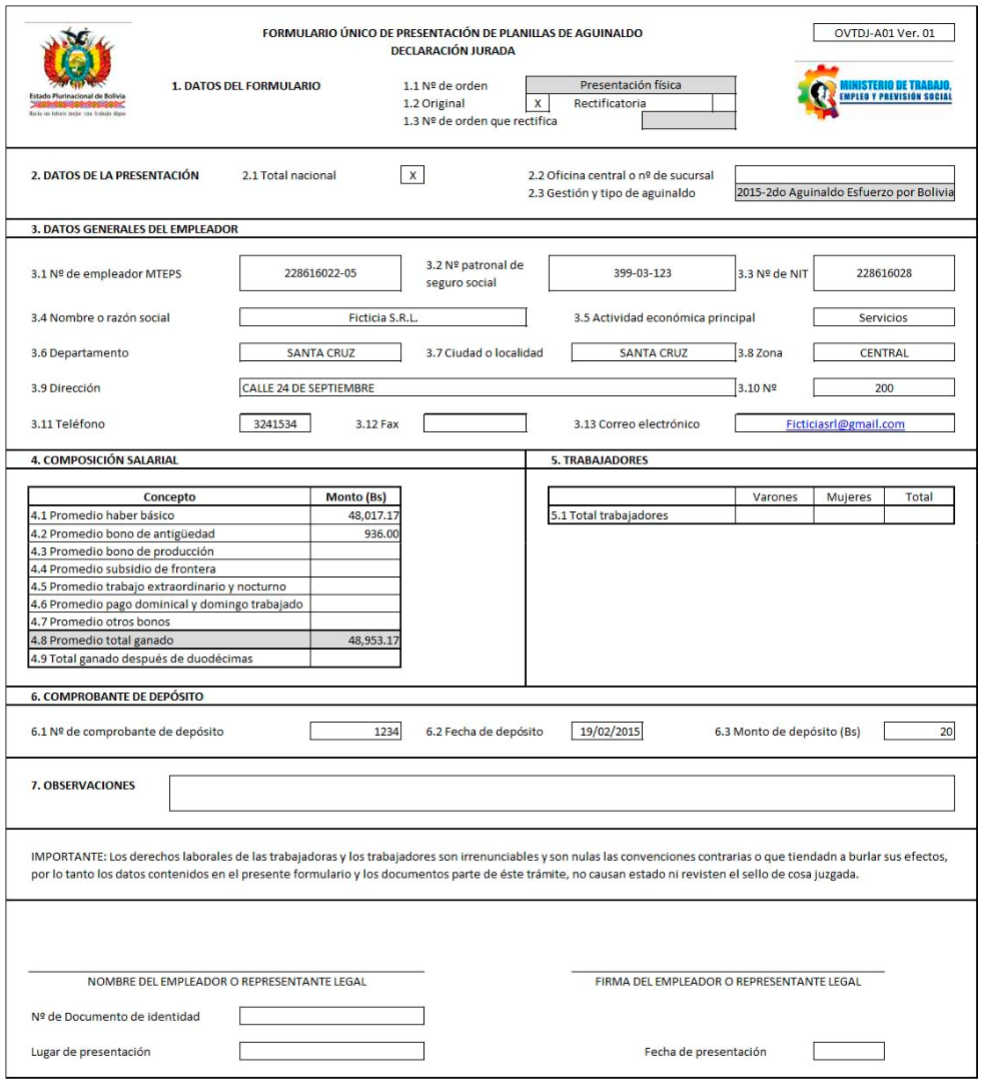 FORMULARIO ÚNICO DE PRESENTACIÓN DE PLANILLAS DE AGUINALDO
DECLARACIÓN JURADA
OVTDJ-A01 Ver. 01
Estado Plurinacional de Bolivia
1. DATOS DEL FORMULARIO
1.1 Nº de orden Presentación física
1.2 Original X Rectificatoria
1.3 Nº de orden que rectifica
MINISTERIO DE TRABAJO,
EMPLEO Y PREVISIÓN SOCIAL
2. DATOS DE LA PRESENTACIÓN 2.1 Total nacional X 2.2 Oficina central o nº de sucursal
2.3 Gestión y tipo de aguinaldo 2015-2do Aguinaldo Esfuerzo por Bolivia
3. DATOS GENERALES DEL EMPLEADOR
3.1 Nº de empleador MTEPS 228616022-05 3.2 Nº patronal de seguro social 399-03-123 3.3 Nº de NIT 228616028
3.4 Nombre o razón social Ficticia S.R.L. 3.5 Actividad económica principal Servicios
3.6 Departamento SANTA CRUZ 3.7 Ciudad o localidad SANTA CRUZ 3.8 Zona CENTRAL
3.9 Dirección CALLE 24 DE SEPTIEMBRE 3.10 Nº 200
3.11 Teléfono 3241534 3.12 Fax 3.13 Correo electrónico Ficticiasrl@gmail.com
4. COMPOSICIÓN SALARIAL
Concepto Monto (Bs)
4.1 Promedio haber básico 48,017.17
4.2 Promedio bono de antigüedad 936.00
4.3 Promedio bono de producción
4.4 Promedio subsidio de frontera
4.5 Promedio trabajo extraordinario y nocturno
4.6 Promedio pago dominical y domingo trabajado
4.7 Promedio otros bonos
4.8 Promedio total ganado 48,953.17
4.9 Total ganado después de duodécimas
5. TRABAJADORES
Varones Mujeres Total
5.1 Total trabajadores
6. COMPROBANTE DE DEPÓSITO
6.1 Nº de comprobante de depósito 1234 6.2 Fecha de depósito 19/02/2015 6.3 Monto de depósito (Bs) 20
7. OBSERVACIONES
IMPORTANTE: Los derechos laborales de las trabajadoras y los trabajadores son irrenunciables y son nulas las convenciones contrarias o que tiendadn a burlar sus efectos,
por lo tanto los datos contenidos en el presente formulario y los documentos parte de éste trámite, no causan estado ni revisten el sello de cosa juzgada.
NOMBRE DEL EMPLEADOR O REPRESENTANTE LEGAL FIRMA DEL EMPLEADOR O REPRESENTANTE LEGAL
Nº de Documento de identidad
Lugar de presentación Fecha de presentación